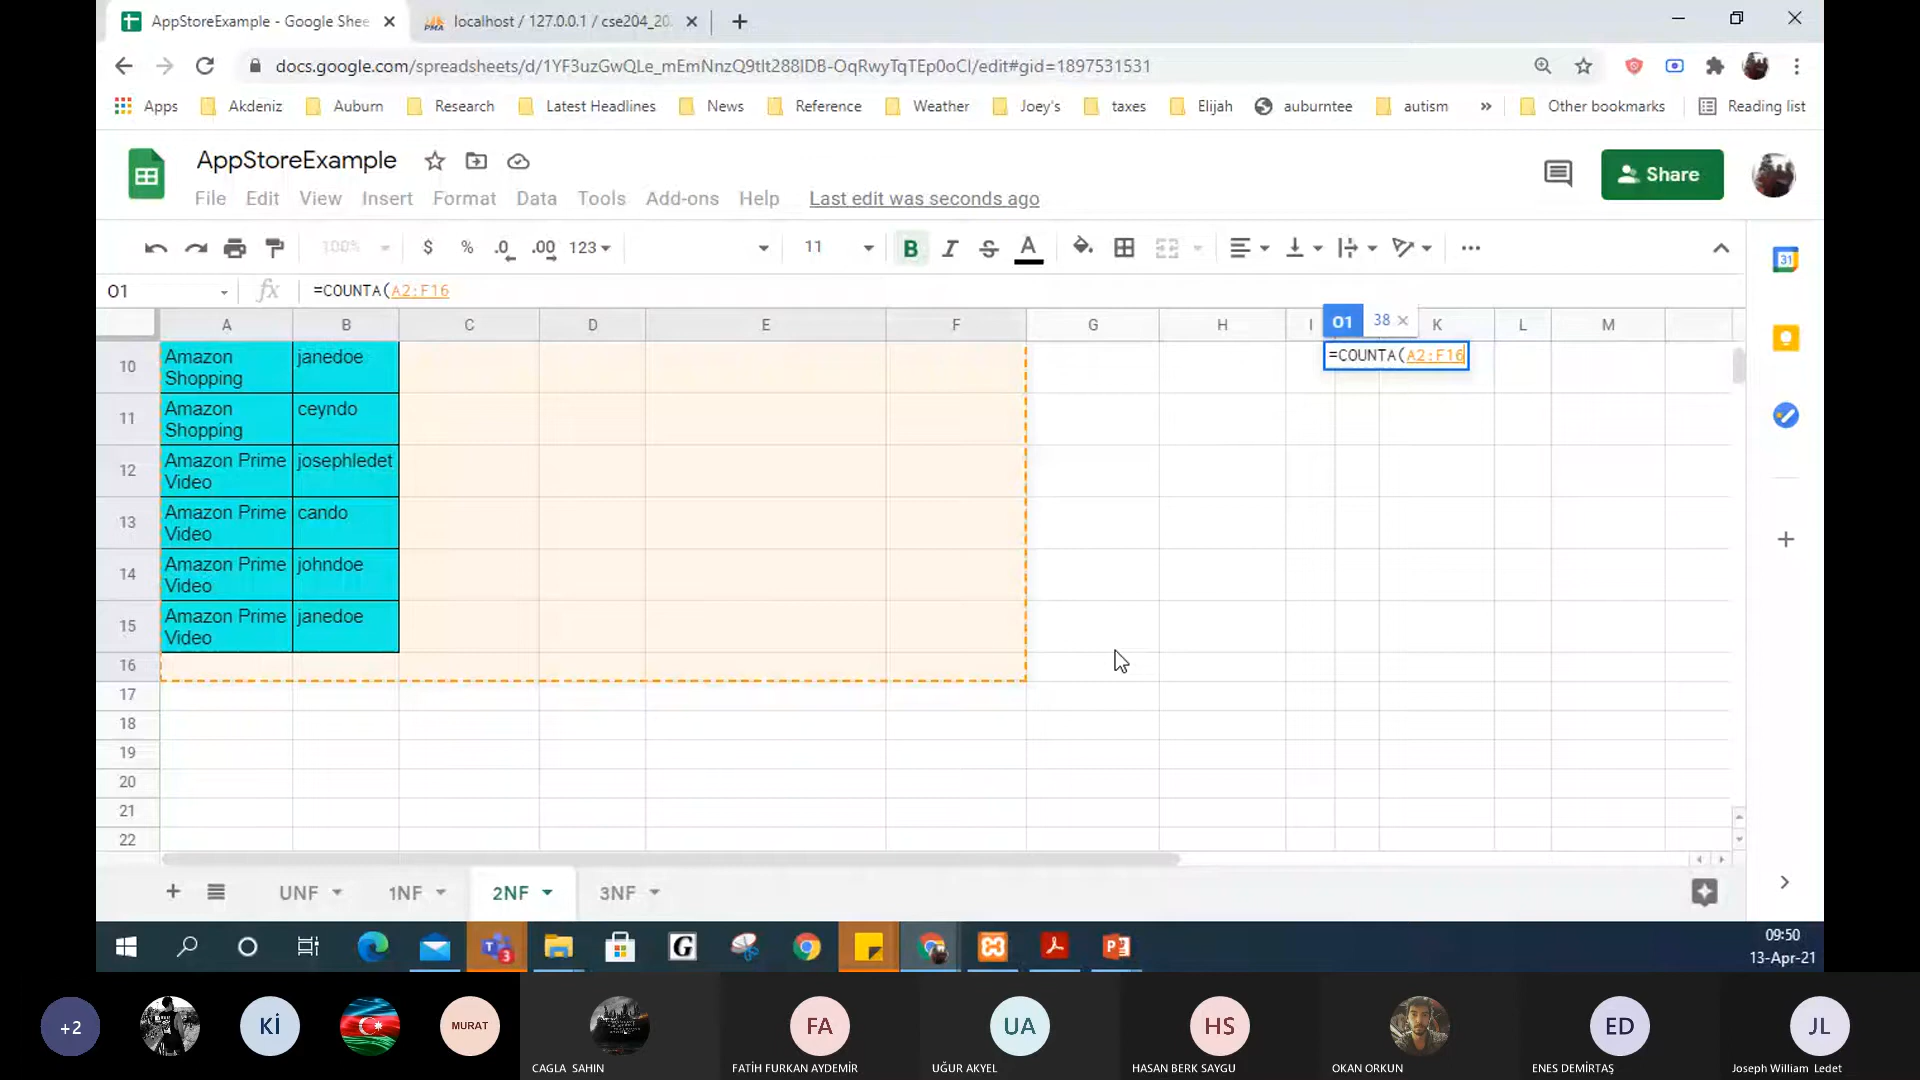 AppStoreExample - Google Shee
localhost / 127.0.0.1 / cse204_20
docs.google.com/spreadsheets/d/1YF3uzGwQLe_mEmNnzQ9tIt288IDB-OqRwyTqTEp0oCI/edit#gid=1897531531
Apps Akdeniz Auburn Research Latest Headlines News Reference Weather Joey's taxes Elijah auburntee autism » Other bookmarks Reading list
AppStoreExample
Share
File Edit View Insert Format Data Tools Add-ons Help Last edit was seconds ago
100% $ % .0 .00 123 11 B I S A
31
O1 fx =COUNTA(A2:F16
O1 38 ×
A B C D E F G H I K L M
=COUNTA(A2:F16
10 Amazon Shopping janedoe
11 Amazon Shopping ceyndo
12 Amazon Prime Video josephledet
13 Amazon Prime Video cando
14 Amazon Prime Video johndoe
15 Amazon Prime Video janedoe
16
17
18
19
20
21
22
UNF 1NF 2NF 3NF
3
G
09:50
13-Apr-21
+2 Kİ MURAT FA UA HS ED JL
CAGLA SAHIN FATİH FURKAN AYDEMİR UĞUR AKYEL HASAN BERK SAYGU OKAN ORKUN ENES DEMİRTAŞ Joseph William Ledet